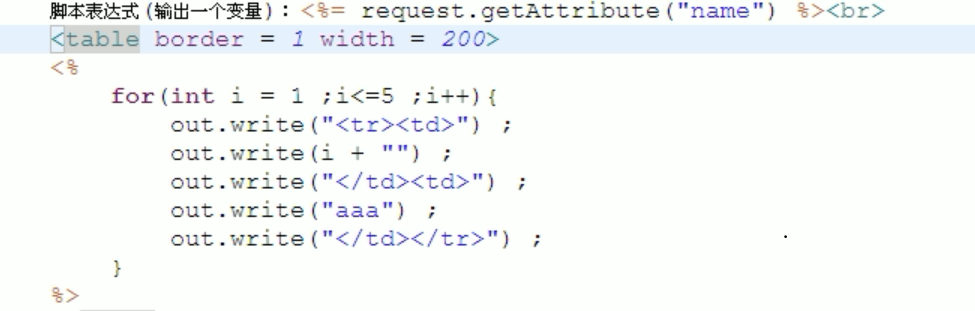 脚本表达式(输出一个变量): <%= request.getAttribute("name") %><br>
<table border = 1 width = 200>
<%
for(int i = 1 ;i<=5 ;i++){
out.write("<tr><td>") ;
out.write(i + "") ;
out.write("</td><td>") ;
out.write("aaa") ;
out.write("</td></tr>") ;
}
%>